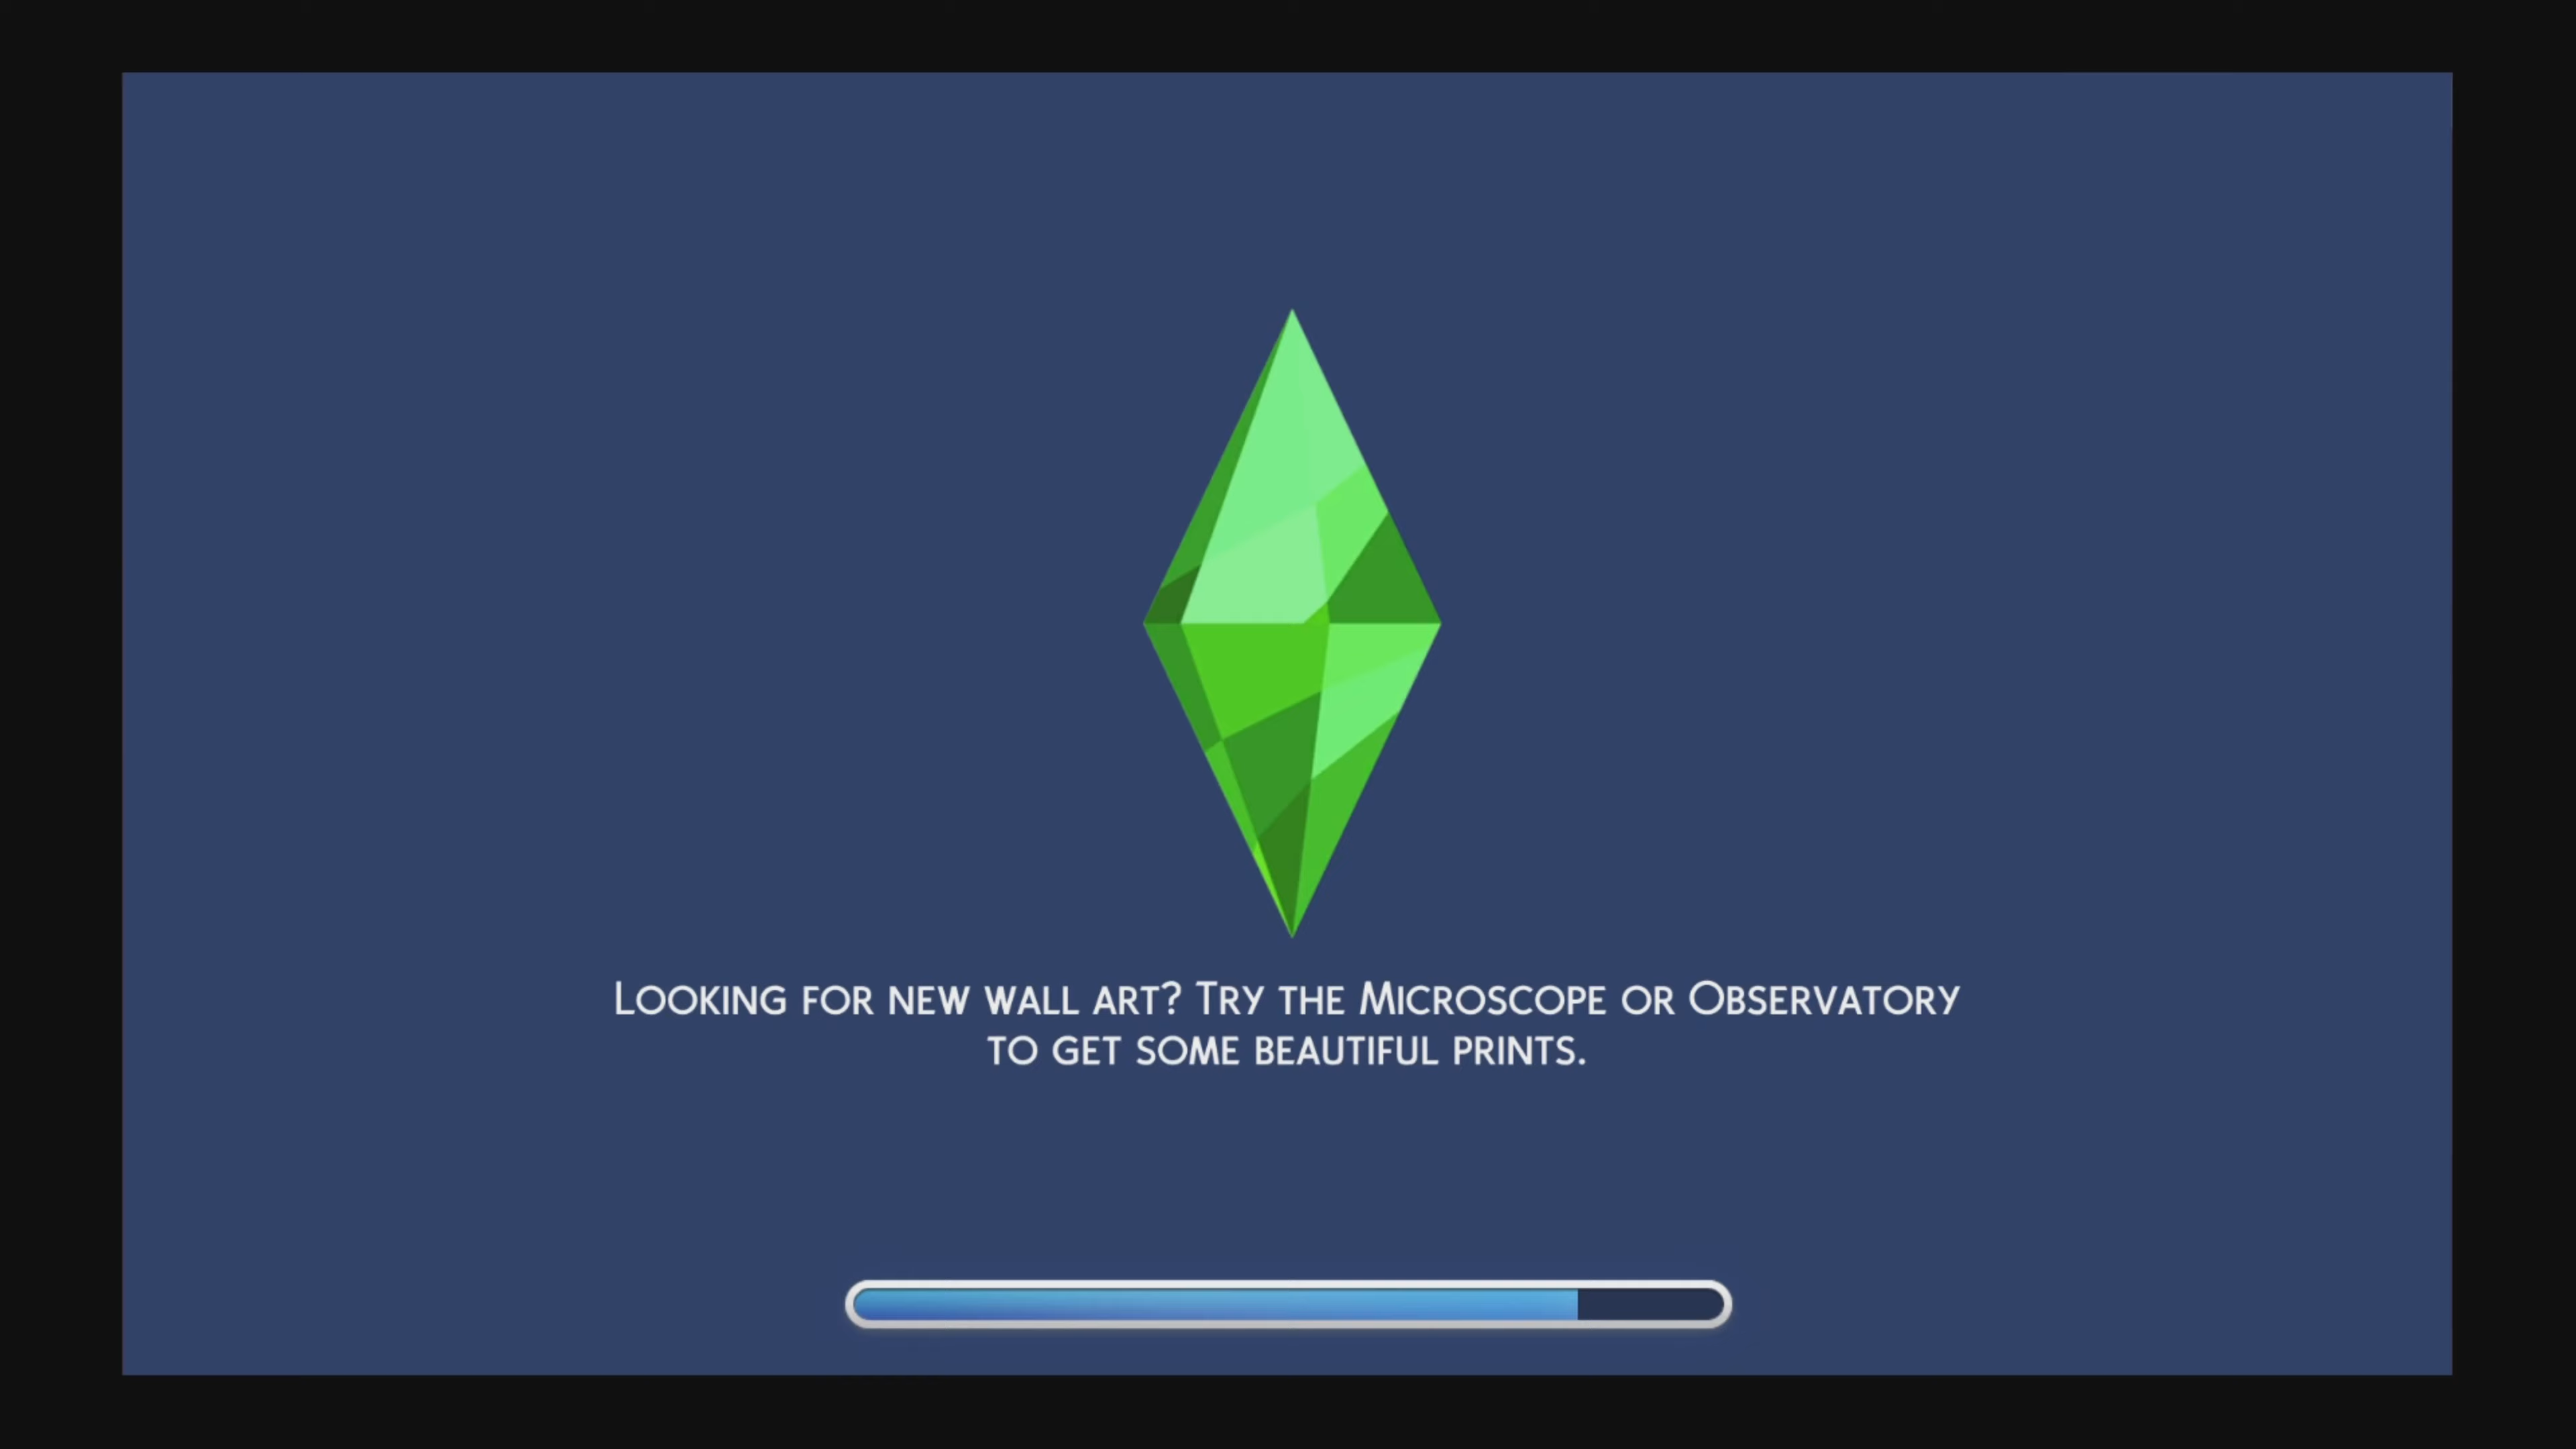 Looking for new wall art? Try the Microscope or Observatory
to get some beautiful prints.